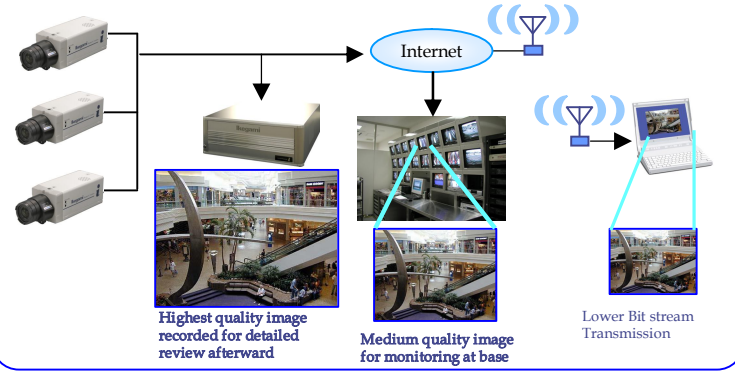 Internet
Highest quality image
recorded for detailed
review afterward
Medium quality image
for monitoring at base
Lower Bit stream
Transmission